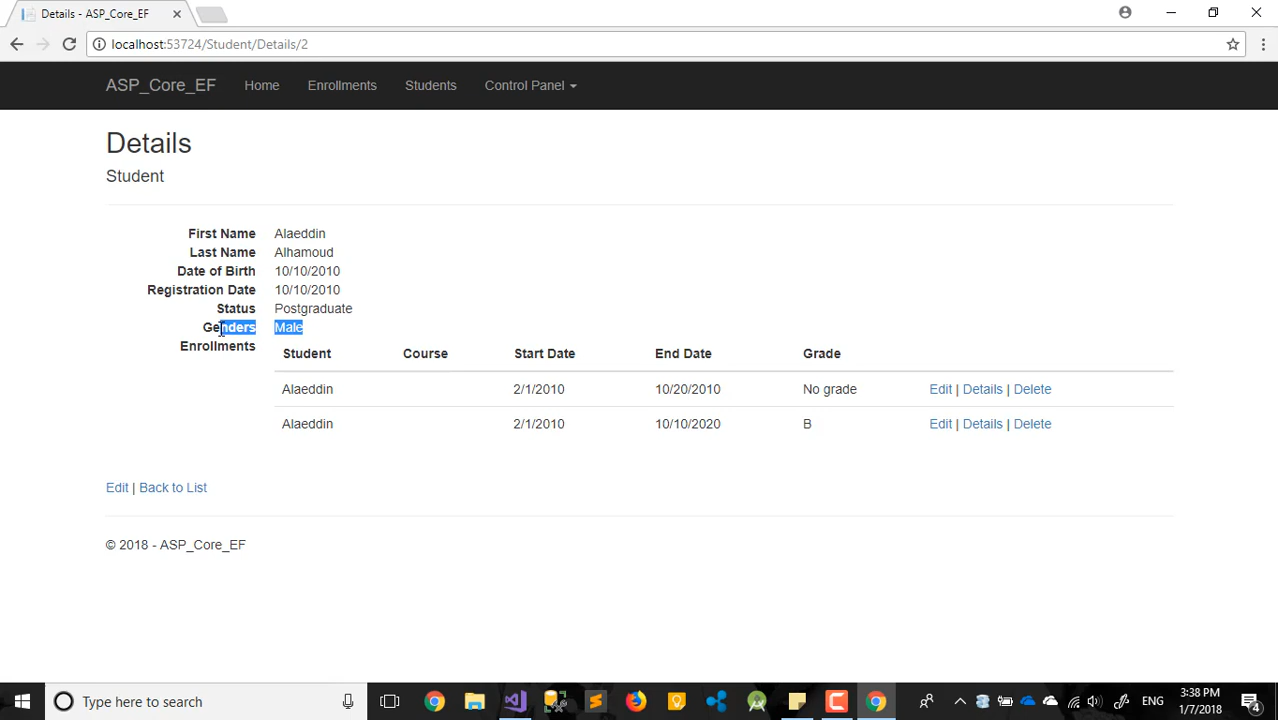 Details - ASP_Core_EF
localhost:53724/Student/Details/2
ASP_Core_EF Home Enrollments Students Control Panel
Details
Student
First Name Alaeddin
Last Name Alhamoud
Date of Birth 10/10/2010
Registration Date 10/10/2010
Status Postgraduate
Genders Male
Enrollments
Student Course Start Date End Date Grade
Alaeddin 2/1/2010 10/20/2010 No grade Edit | Details | Delete
Alaeddin 2/1/2010 10/10/2020 B Edit | Details | Delete
Edit | Back to List
© 2018 - ASP_Core_EF
Type here to search
ENG
3:38 PM
1/7/2018
4